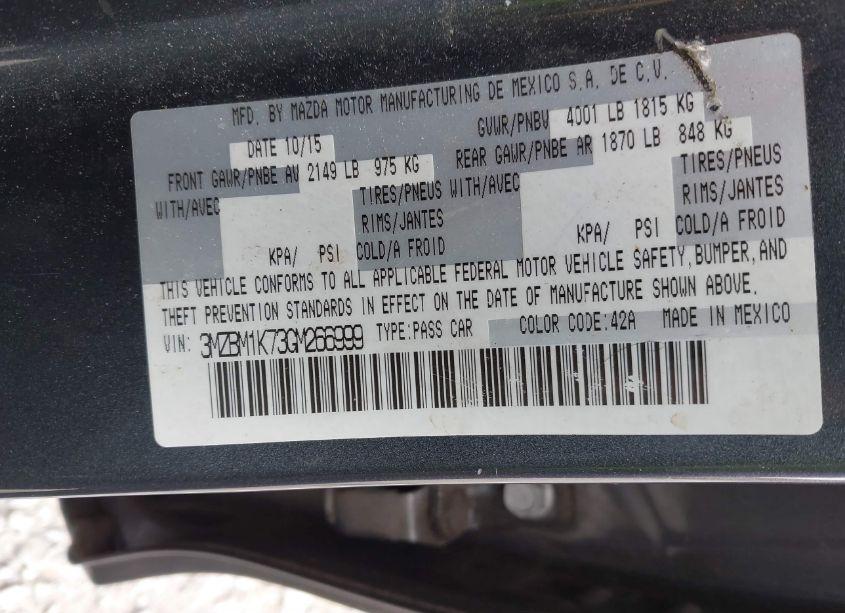 MFD. BY MAZDA MOTOR MANUFACTURING DE MEXICO S.A. DE C.V.
DATE 10/15 GVWR/PNBV 4001 LB 1815 KG
FRONT GAWR/PNBE AV 2149 LB 975 KG REAR GAWR/PNBE AR 1870 LB 848 KG
WITH/AVEC TIRES/PNEUS WITH/AVEC TIRES/PNEUS
RIMS/JANTES RIMS/JANTES
KPA/ PSI COLD/A FROID KPA/ PSI COLD/A FROID
THIS VEHICLE CONFORMS TO ALL APPLICABLE FEDERAL MOTOR VEHICLE SAFETY, BUMPER, AND
THEFT PREVENTION STANDARDS IN EFFECT ON THE DATE OF MANUFACTURE SHOWN ABOVE.
VIN: 3MZBM1K73GM266999 TYPE:PASS CAR COLOR CODE:42A MADE IN MEXICO